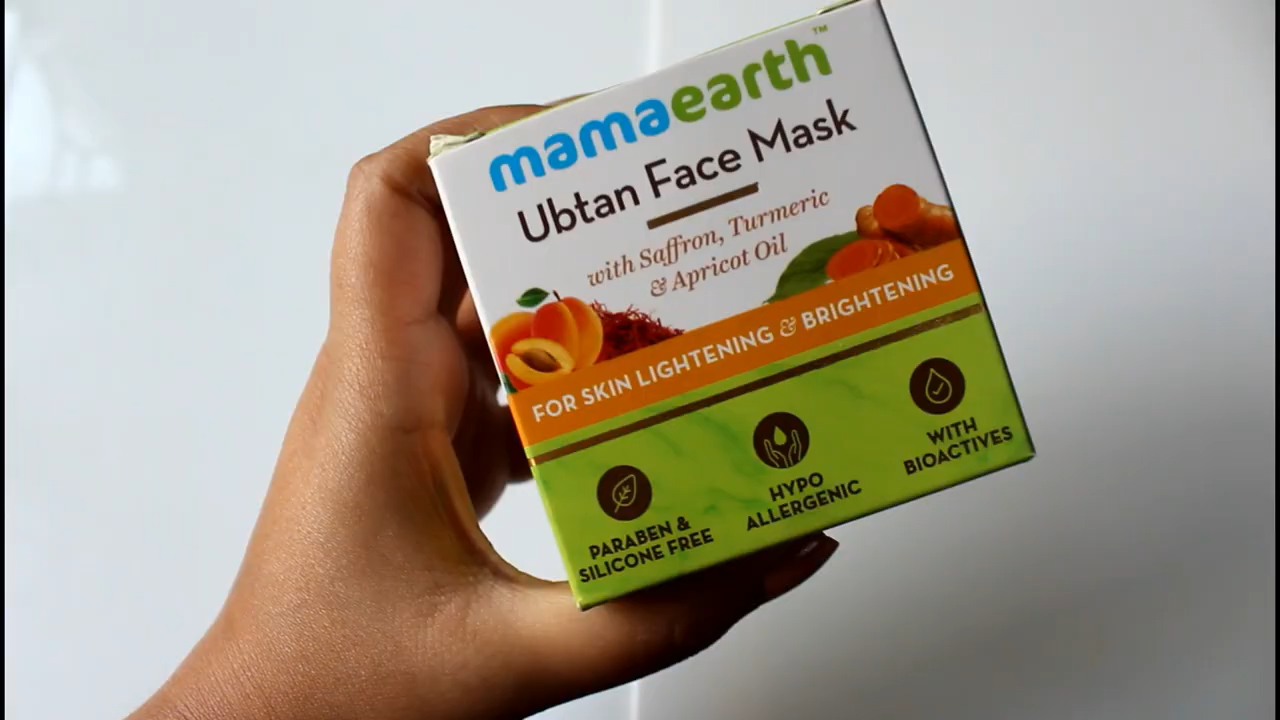 mamaearth™
Ubtan Face Mask
with Saffron, Turmeric
& Apricot Oil
FOR SKIN LIGHTENING & BRIGHTENING
PARABEN &
SILICONE FREE
HYPO
ALLERGENIC
WITH
BIOACTIVES